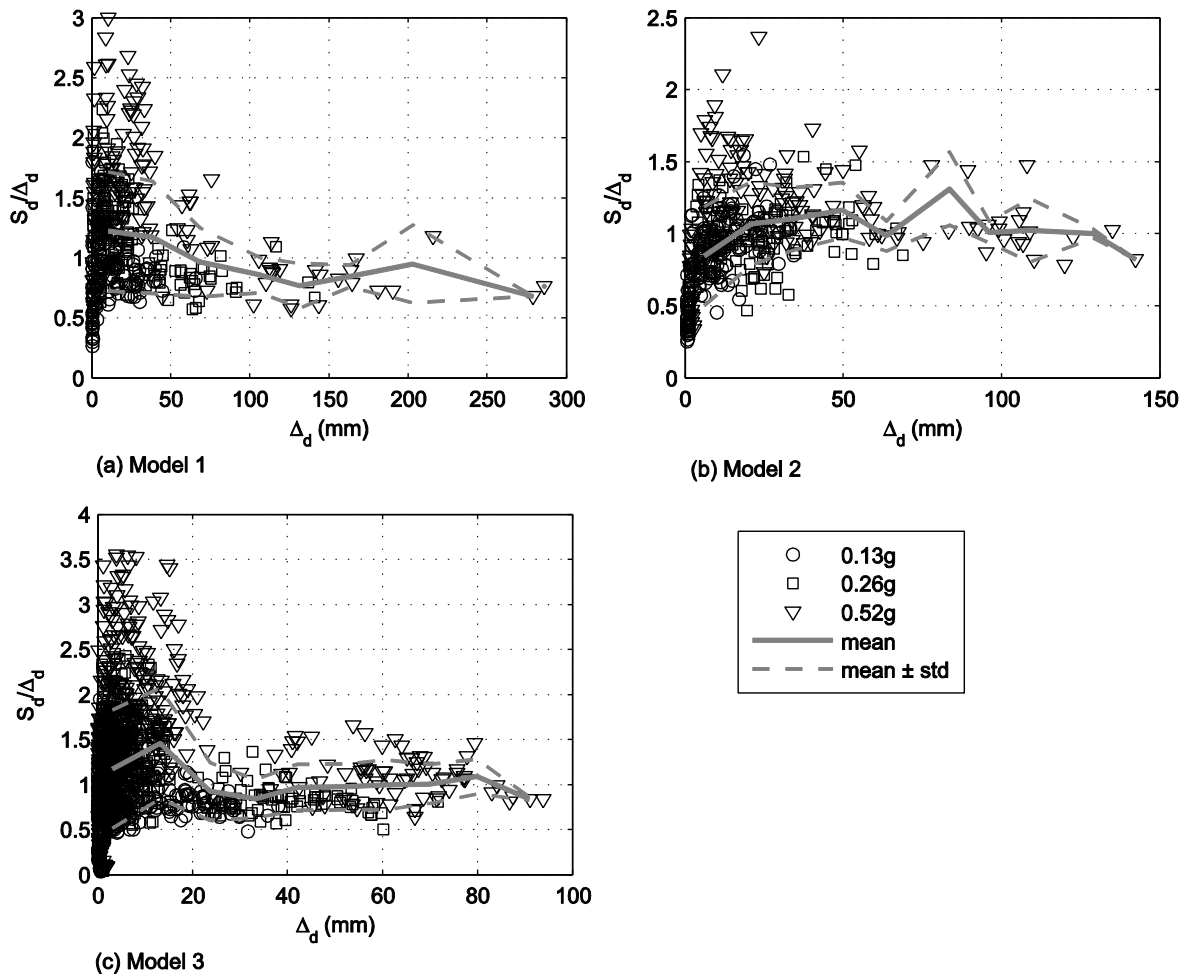 3
2.5
2
1.5
1
0.5
0
S_d/Δ_d
0 50 100 150 200 250 300
Δ_d (mm)
(a) Model 1
2.5
2
1.5
1
0.5
0
S_d/Δ_d
0 50 100 150
Δ_d (mm)
(b) Model 2
4
3.5
3
2.5
2
1.5
1
0.5
0
S_d/Δ_d
0 20 40 60 80 100
Δ_d (mm)
(c) Model 3
0.13g
0.26g
0.52g
mean
mean ± std